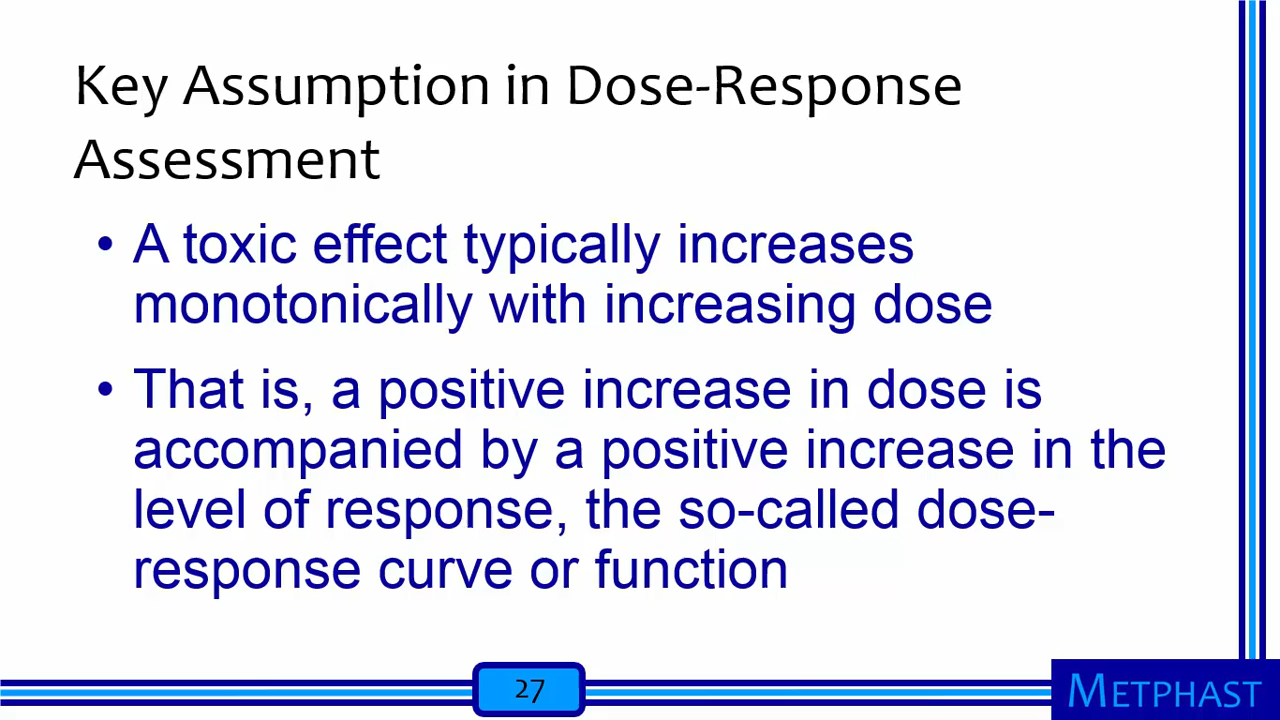 Key Assumption in Dose-Response
Assessment
• A toxic effect typically increases
monotonically with increasing dose
• That is, a positive increase in dose is
accompanied by a positive increase in the
level of response, the so-called dose-
response curve or function
27
METPHAST